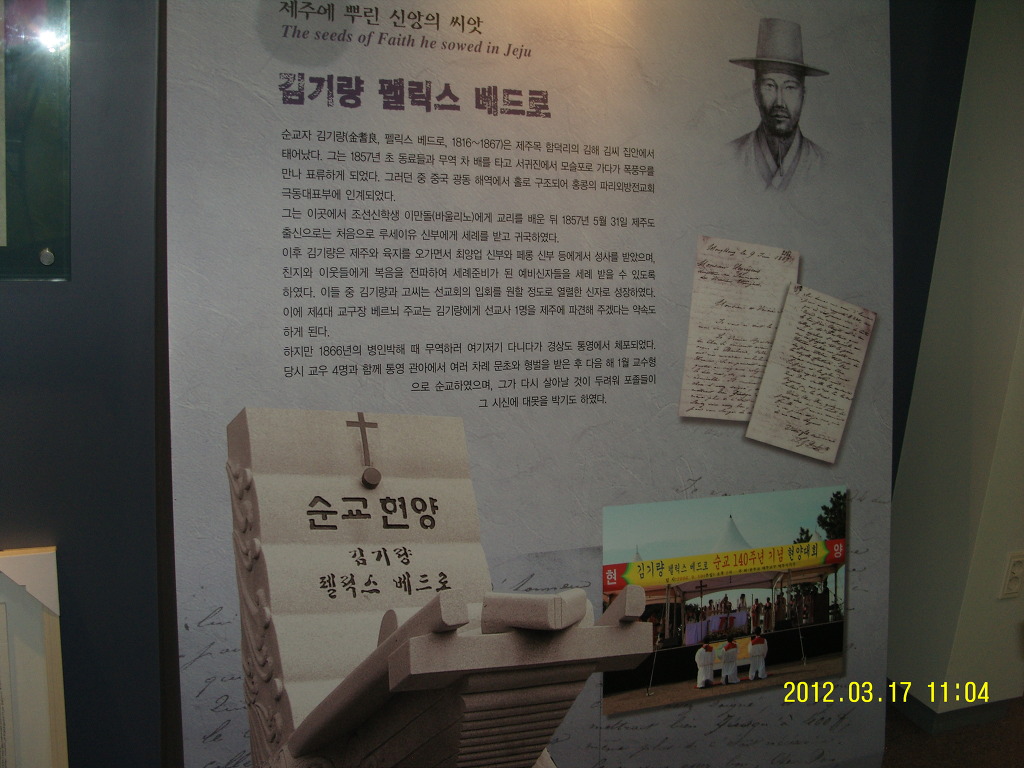 제주에 뿌린 신앙의 씨앗
The seeds of Faith he sowed in Jeju
김기량 펠릭스 베드로
순교자 김기량(金耆良, 펠릭스 베드로, 1816~1867)은 제주목 함덕리의 김해 김씨 집안에서
태어났다. 그는 1857년 초 동료들과 무역 차 배를 타고 서귀진에서 모슬포로 가다가 폭풍우를
만나 표류하게 되었다. 그러던 중 중국 광동 해역에서 홀로 구조되어 홍콩의 파리외방전교회
극동대표부에 인계되었다.
그는 이곳에서 조선신학생 이만돌(바울리노)에게 교리를 배운 뒤 1857년 5월 31일 제주도
출신으로는 처음으로 루세이유 신부에게 세례를 받고 귀국하였다.
이후 김기량은 제주와 육지를 오가면서 최양업 신부와 페롱 신부 등에게서 성사를 받았으며,
친지와 이웃들에게 복음을 전파하여 세례준비가 된 예비신자들을 세례 받을 수 있도록
하였다. 이들 중 김기량과 고씨는 선교회의 입회를 원할 정도로 열렬한 신자로 성장하였다.
이에 제4대 교구장 베르뇌 주교는 김기량에게 선교사 1명을 제주에 파견해 주겠다는 약속도
하게 된다.
하지만 1866년의 병인박해 때 무역하러 여기저기 다니다가 경상도 통영에서 체포되었다.
당시 교우 4명과 함께 통영 관아에서 여러 차례 문초와 형벌을 받은 후 다음 해 1월 교수형
으로 순교하였으며, 그가 다시 살아날 것이 두려워 포졸들이
그 시신에 대못을 박기도 하였다.
순교현양
김기량
펠릭스 베드로
현 김기량 펠릭스 베드로 순교 140주년 기념 현양대회 양
2012.03.17 11:04